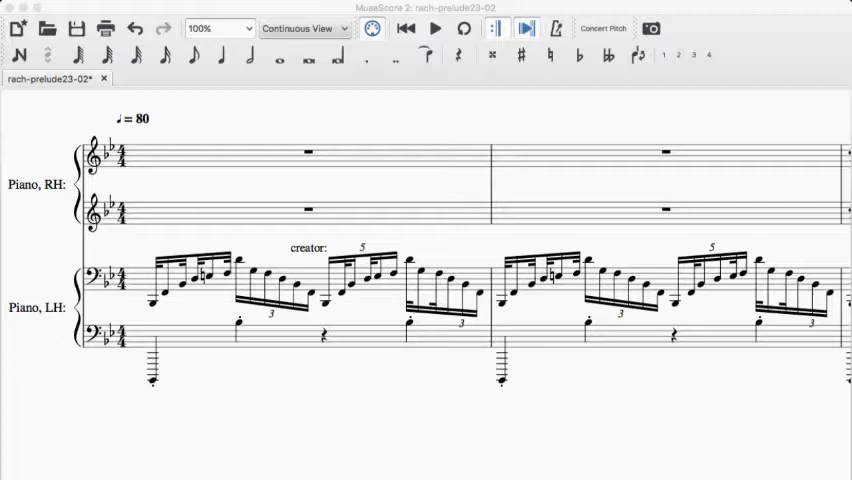 MuseScore 2: rach-prelude23-02
100%
Continuous View
Concert Pitch
1 2 3 4
rach-prelude23-02*
= 80
Piano, RH:
creator:
5
5
3
3
3
3
Piano, LH: